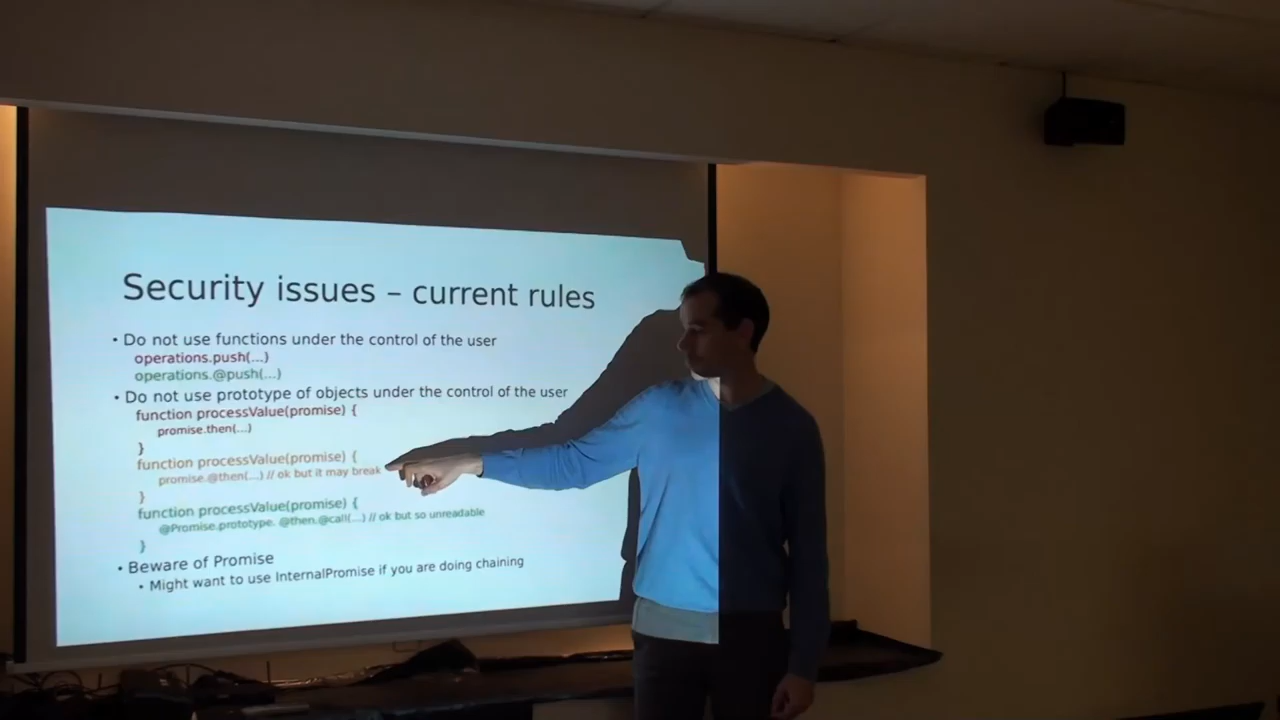 Security issues – current rules
• Do not use functions under the control of the user
operations.push(...)
operations.@push(...)
• Do not use prototype of objects under the control of the user
function processValue(promise) {
promise.then(...)
}
function processValue(promise) {
promise.@then(...) // ok but it may break
}
function processValue(promise) {
@Promise.prototype. @then.@call(...) // ok but so unreadable
}
• Beware of Promise
• Might want to use InternalPromise if you are doing chaining